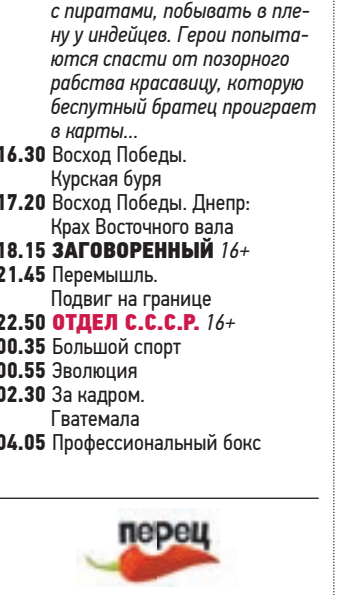 с пиратами, побывать в пле-
ну у индейцев. Герои попыта-
ются спасти от позорного
рабства красавицу, которую
беспутный братец проиграет
в карты...
16.30 Восход Победы.
Курская буря
17.20 Восход Победы. Днепр:
Крах Восточного вала
18.15 ЗАГОВОРЕННЫЙ 16+
21.45 Перемышль.
Подвиг на границе
22.50 ОТДЕЛ С.С.С.Р. 16+
00.35 Большой спорт
00.55 Эволюция
02.30 За кадром.
Гватемала
04.05 Профессиональный бокс
перец